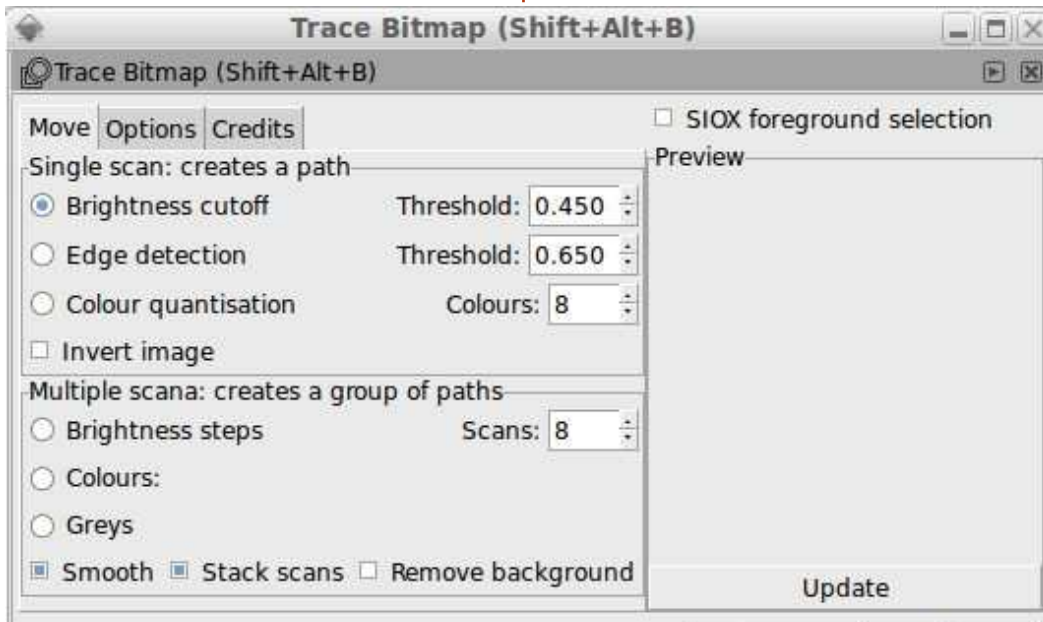 Trace Bitmap (Shift+Alt+B)
Trace Bitmap (Shift+Alt+B)
Move Options Credits
SIOX foreground selection
Single scan: creates a path
Preview
Brightness cutoff Threshold: 0.450
Edge detection Threshold: 0.650
Colour quantisation Colours: 8
Invert image
Multiple scana: creates a group of paths
Brightness steps Scans: 8
Colours:
Greys
Smooth Stack scans Remove background
Update